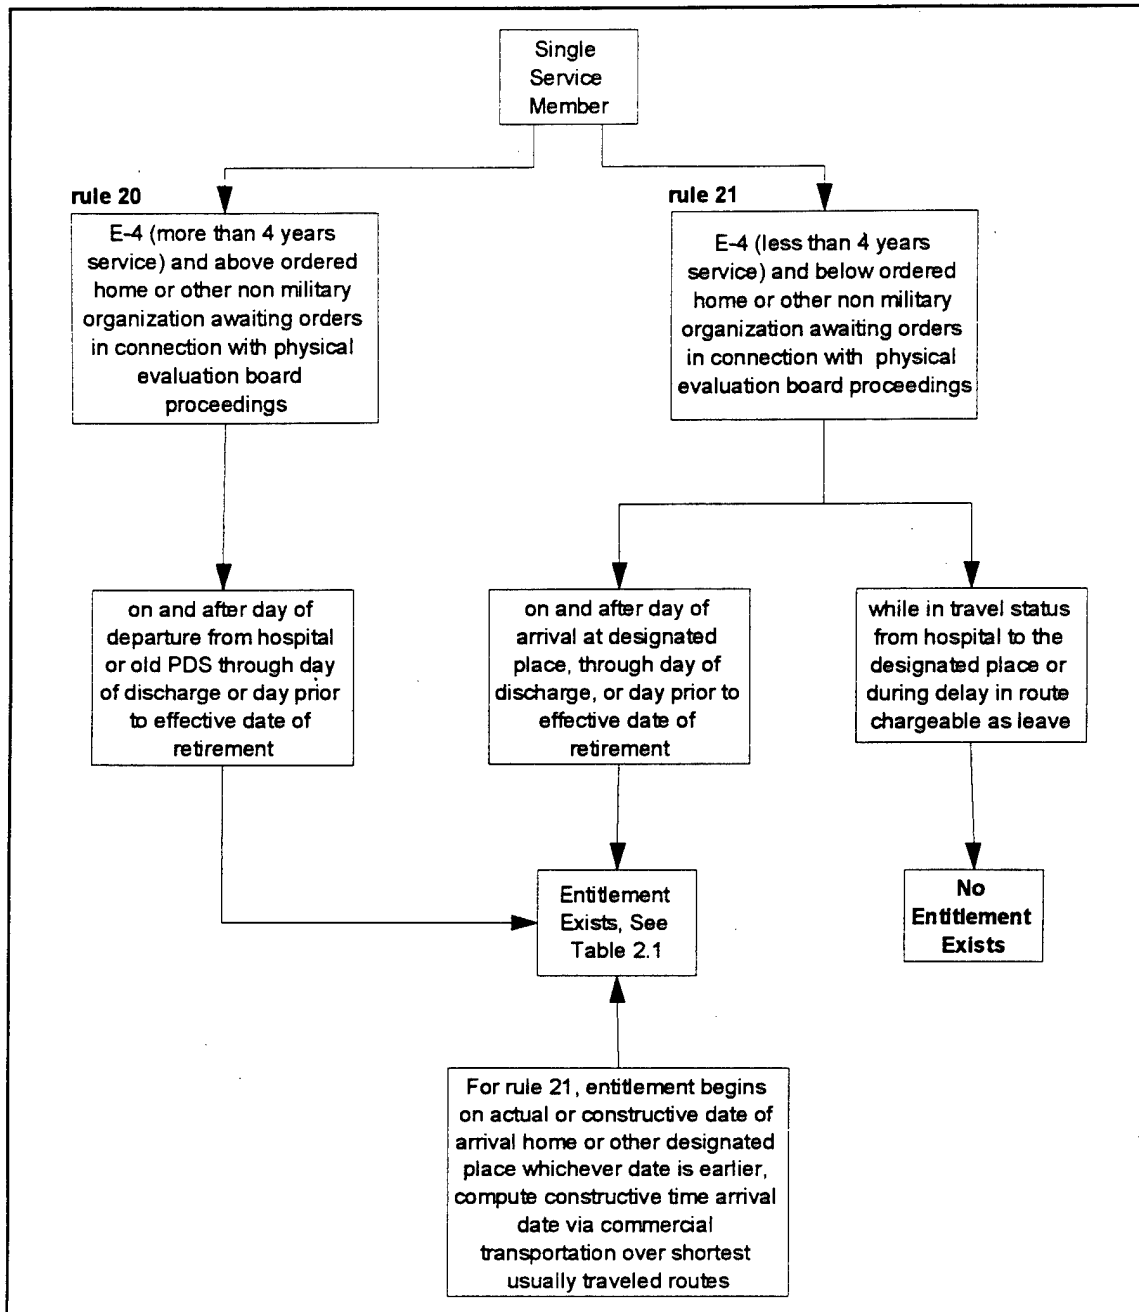 Single
Service
Member
rule 20
E-4 (more than 4 years
service) and above ordered
home or other non military
organization awaiting orders
in connection with physical
evaluation board
proceedings
rule 21
E-4 (less than 4 years
service) and below ordered
home or other non military
organization awaiting orders
in connection with physical
evaluation board proceedings
on and after day of
departure from hospital
or old PDS through day
of discharge or day prior
to effective date of
retirement
on and after day of
arrival at designated
place, through day of
discharge, or day prior to
effective date of
retirement
while in travel status
from hospital to the
designated place or
during delay in route
chargeable as leave
Entitlement
Exists, See
Table 2.1
No
Entitlement
Exists
For rule 21, entitlement begins
on actual or constructive date of
arrival home or other designated
place whichever date is earlier,
compute constructive time arrival
date via commercial
transportation over shortest
usually traveled routes